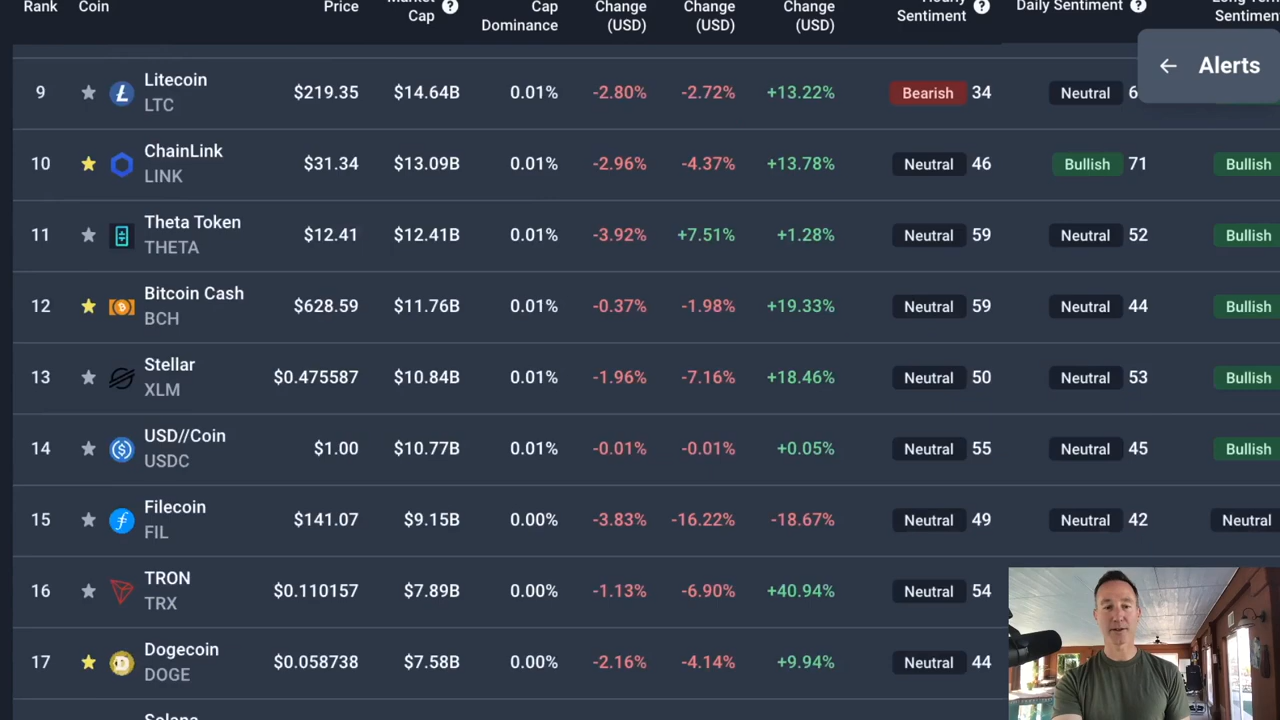 Rank Coin Price Market Cap Cap Dominance Change (USD) Change (USD) Change (USD) Sentiment Daily Sentiment Sentiment
Alerts
9 Litecoin LTC $219.35 $14.64B 0.01% -2.80% -2.72% +13.22% Bearish 34 Neutral 6
10 ChainLink LINK $31.34 $13.09B 0.01% -2.96% -4.37% +13.78% Neutral 46 Bullish 71 Bullish
11 Theta Token THETA $12.41 $12.41B 0.01% -3.92% +7.51% +1.28% Neutral 59 Neutral 52 Bullish
12 Bitcoin Cash BCH $628.59 $11.76B 0.01% -0.37% -1.98% +19.33% Neutral 59 Neutral 44 Bullish
13 Stellar XLM $0.475587 $10.84B 0.01% -1.96% -7.16% +18.46% Neutral 50 Neutral 53 Bullish
14 USD//Coin USDC $1.00 $10.77B 0.01% -0.01% -0.01% +0.05% Neutral 55 Neutral 45 Bullish
15 Filecoin FIL $141.07 $9.15B 0.00% -3.83% -16.22% -18.67% Neutral 49 Neutral 42 Neutral
16 TRON TRX $0.110157 $7.89B 0.00% -1.13% -6.90% +40.94% Neutral 54
17 Dogecoin DOGE $0.058738 $7.58B 0.00% -2.16% -4.14% +9.94% Neutral 44